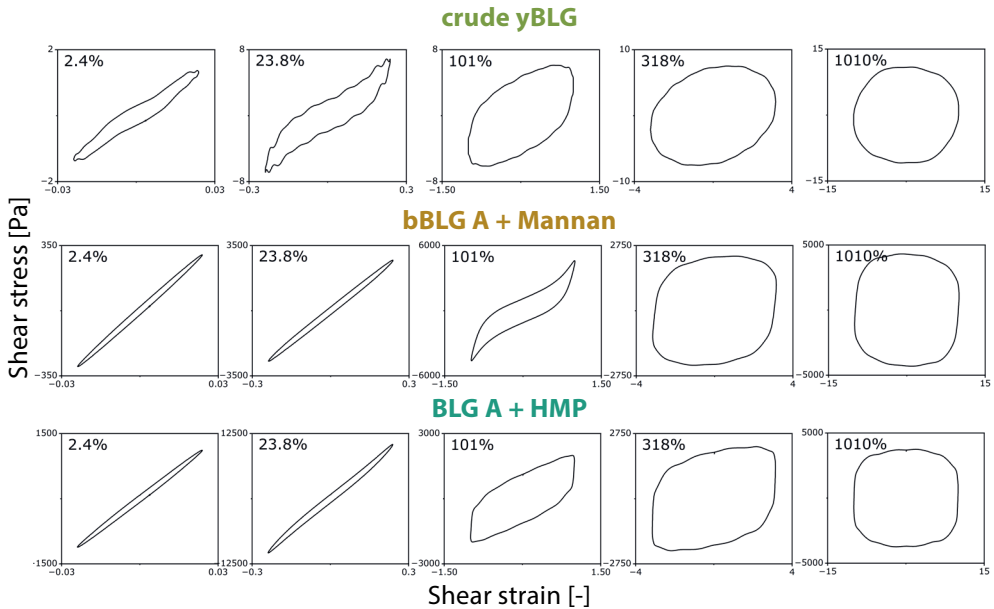 crude yBLG
2 8 8 10 15
2.4% 23.8% 101% 318% 1010%
−2 −8 −8 −10 −15
−0.03 0.03 −0.3 0.3 −1.50 1.50 −4 4 −15 15
Shear stress [Pa]
bBLG A + Mannan
350 3500 6000 2750 5000
2.4% 23.8% 101% 318% 1010%
−350 −3500 −6000 −2750 −5000
−0.03 0.03 −0.3 0.3 −1.50 1.50 −4 4 −15 15
BLG A + HMP
1500 12500 3000 2750 5000
2.4% 23.8% 101% 318% 1010%
-1500 12500 −3000 −2750 −5000
−0.03 0.03 −0.3 0.3 −1.50 1.50 −4 4 −15 15
Shear strain [-]